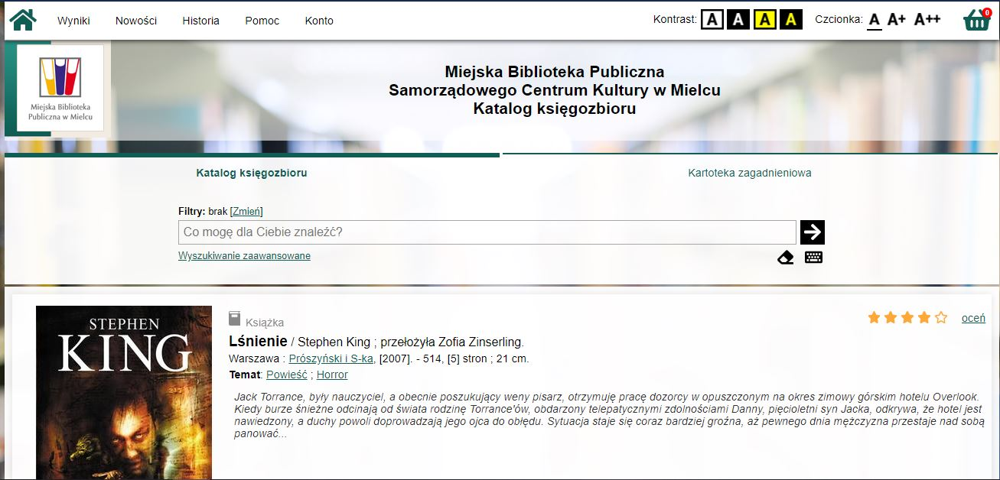 Wyniki Nowości Historia Pomoc Konto Kontrast: A A A A Czcionka: A A+ A++ 0
Miejska Biblioteka
Publiczna w Mielcu
Miejska Biblioteka Publiczna
Samorządowego Centrum Kultury w Mielcu
Katalog księgozbioru
Katalog księgozbioru Kartoteka zagadnieniowa
Filtry: brak [Zmień]
Co mogę dla Ciebie znaleźć?
Wyszukiwanie zaawansowane
STEPHEN
KING
Książka
oceń
Lśnienie / Stephen King ; przełożyła Zofia Zinserling.
Warszawa : Prószyński i S-ka, [2007]. - 514, [5] stron ; 21 cm.
Temat: Powieść ; Horror
Jack Torrance, były nauczyciel, a obecnie poszukujący weny pisarz, otrzymuję pracę dozorcy w opuszczonym na okres zimowy górskim hotelu Overlook.
Kiedy burze śnieżne odcinają od świata rodzinę Torrance'ów, obdarzony telepatycznymi zdolnościami Danny, pięcioletni syn Jacka, odkrywa, że hotel jest
nawiedzony, a duchy powoli doprowadzają jego ojca do obłędu. Sytuacja staje się coraz bardziej groźna, aż pewnego dnia mężczyzna przestaje nad sobą
panować...